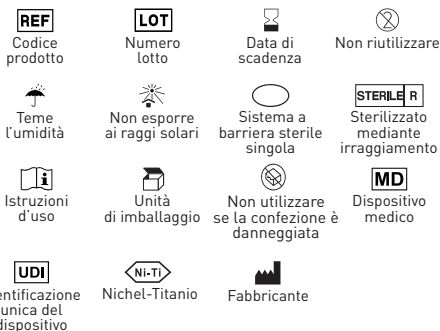 REF
Codice
prodotto
LOT
Numero
lotto
Data di
scadenza
2
Non riutilizzare
Teme
l'umidità
Non esporre
ai raggi solari
Sistema a
barriera sterile
singola
STERILE R
Sterilizzato
mediante
irraggiamento
i
Istruzioni
d'uso
Unità
di imballaggio
Non utilizzare
se la confezione è
danneggiata
MD
Dispositivo
medico
UDI
entificazione
unica del
dispositivo
Ni-Ti
Nichel-Titanio
Fabbricante